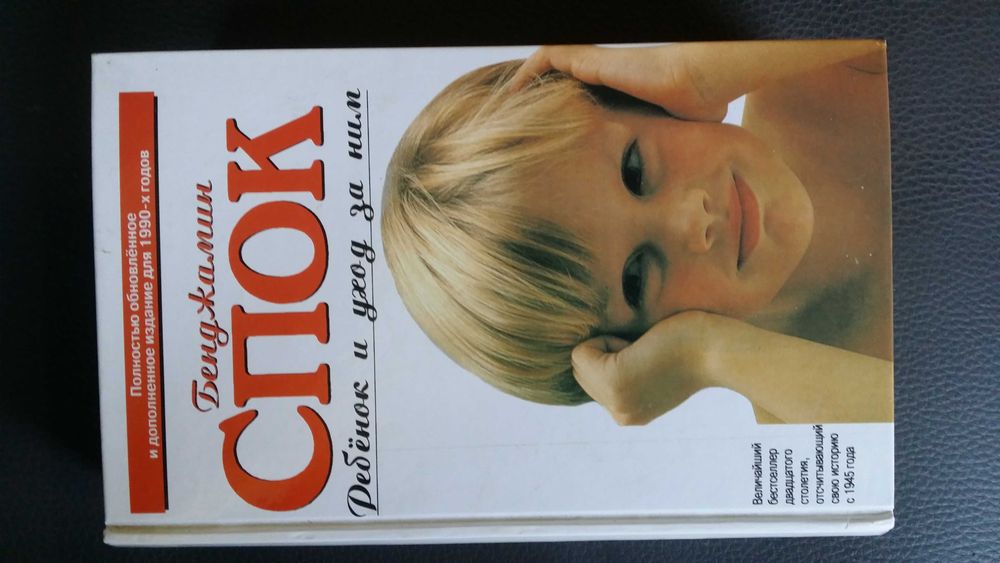 Полностью обновлённое
и дополненное издание для 1990-х годов
Бенджамин
СПОК
Ребёнок и уход за ним
Величайший
бестселлер
двадцатого
столетия,
отсчитывающий
свою историю
с 1945 года